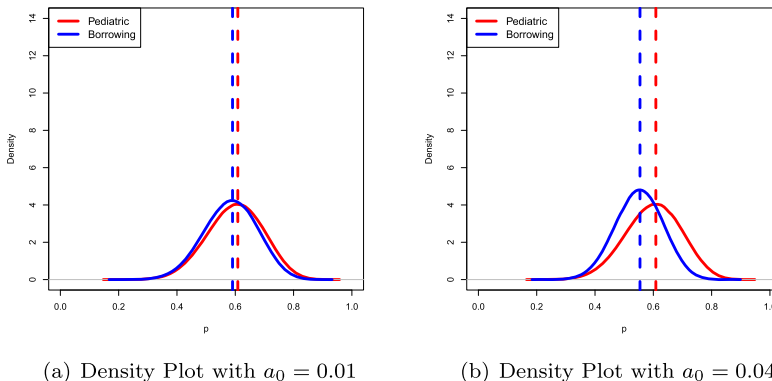 Pediatric
Borrowing
Density
14
12
10
8
6
4
2
0
0.0 0.2 0.4 0.6 0.8 1.0
p
(a) Density Plot with a₀ = 0.01
Pediatric
Borrowing
Density
14
12
10
8
6
4
2
0
0.0 0.2 0.4 0.6 0.8 1.0
p
(b) Density Plot with a₀ = 0.04